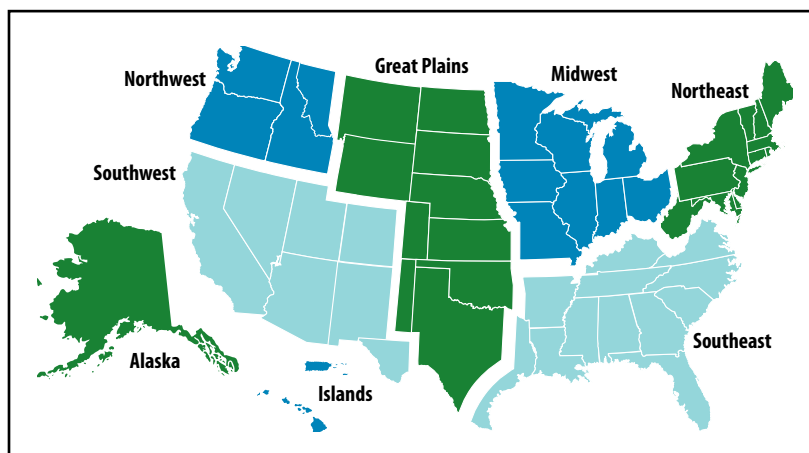 Great Plains
Midwest
Northwest
Northeast
Southwest
Southeast
Alaska
Islands